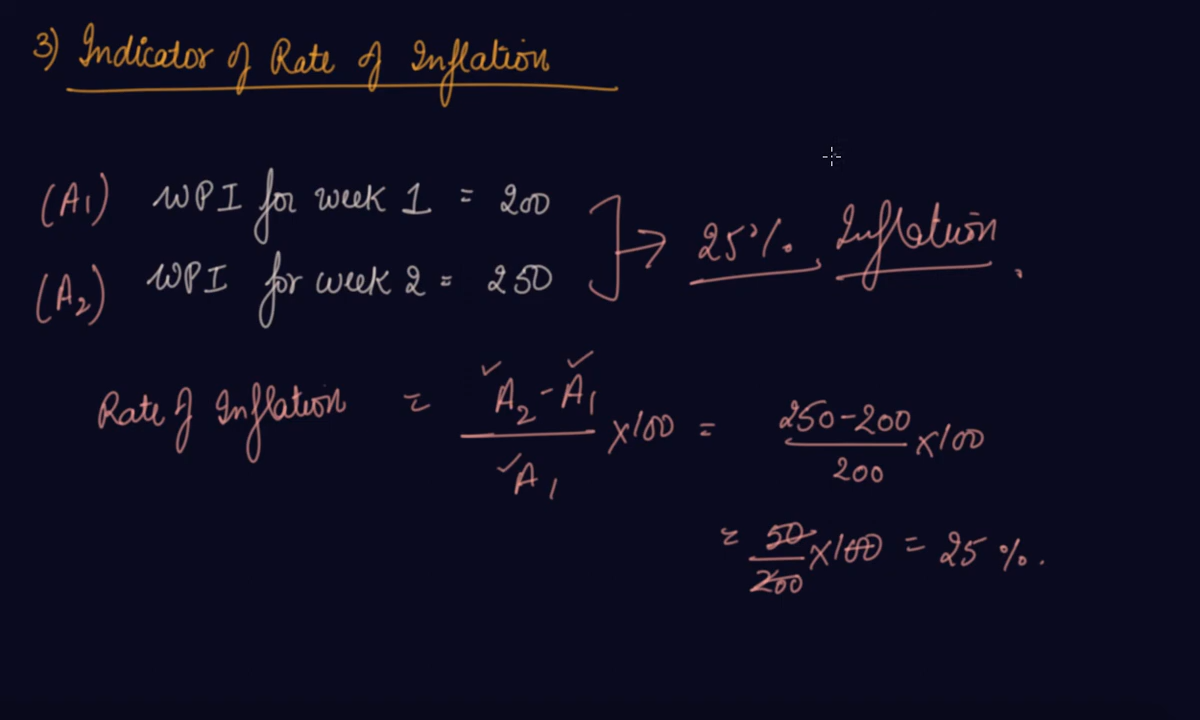 3) Indicator of Rate of Inflation
(A1) WPI for week 1 = 200
(A2) WPI for week 2 = 250
25%. Inflation.
Rate of Inflation = A2 - A1 / A1 x100 = 250-200 / 200 x100
= 50 / 200 x100 = 25 %.